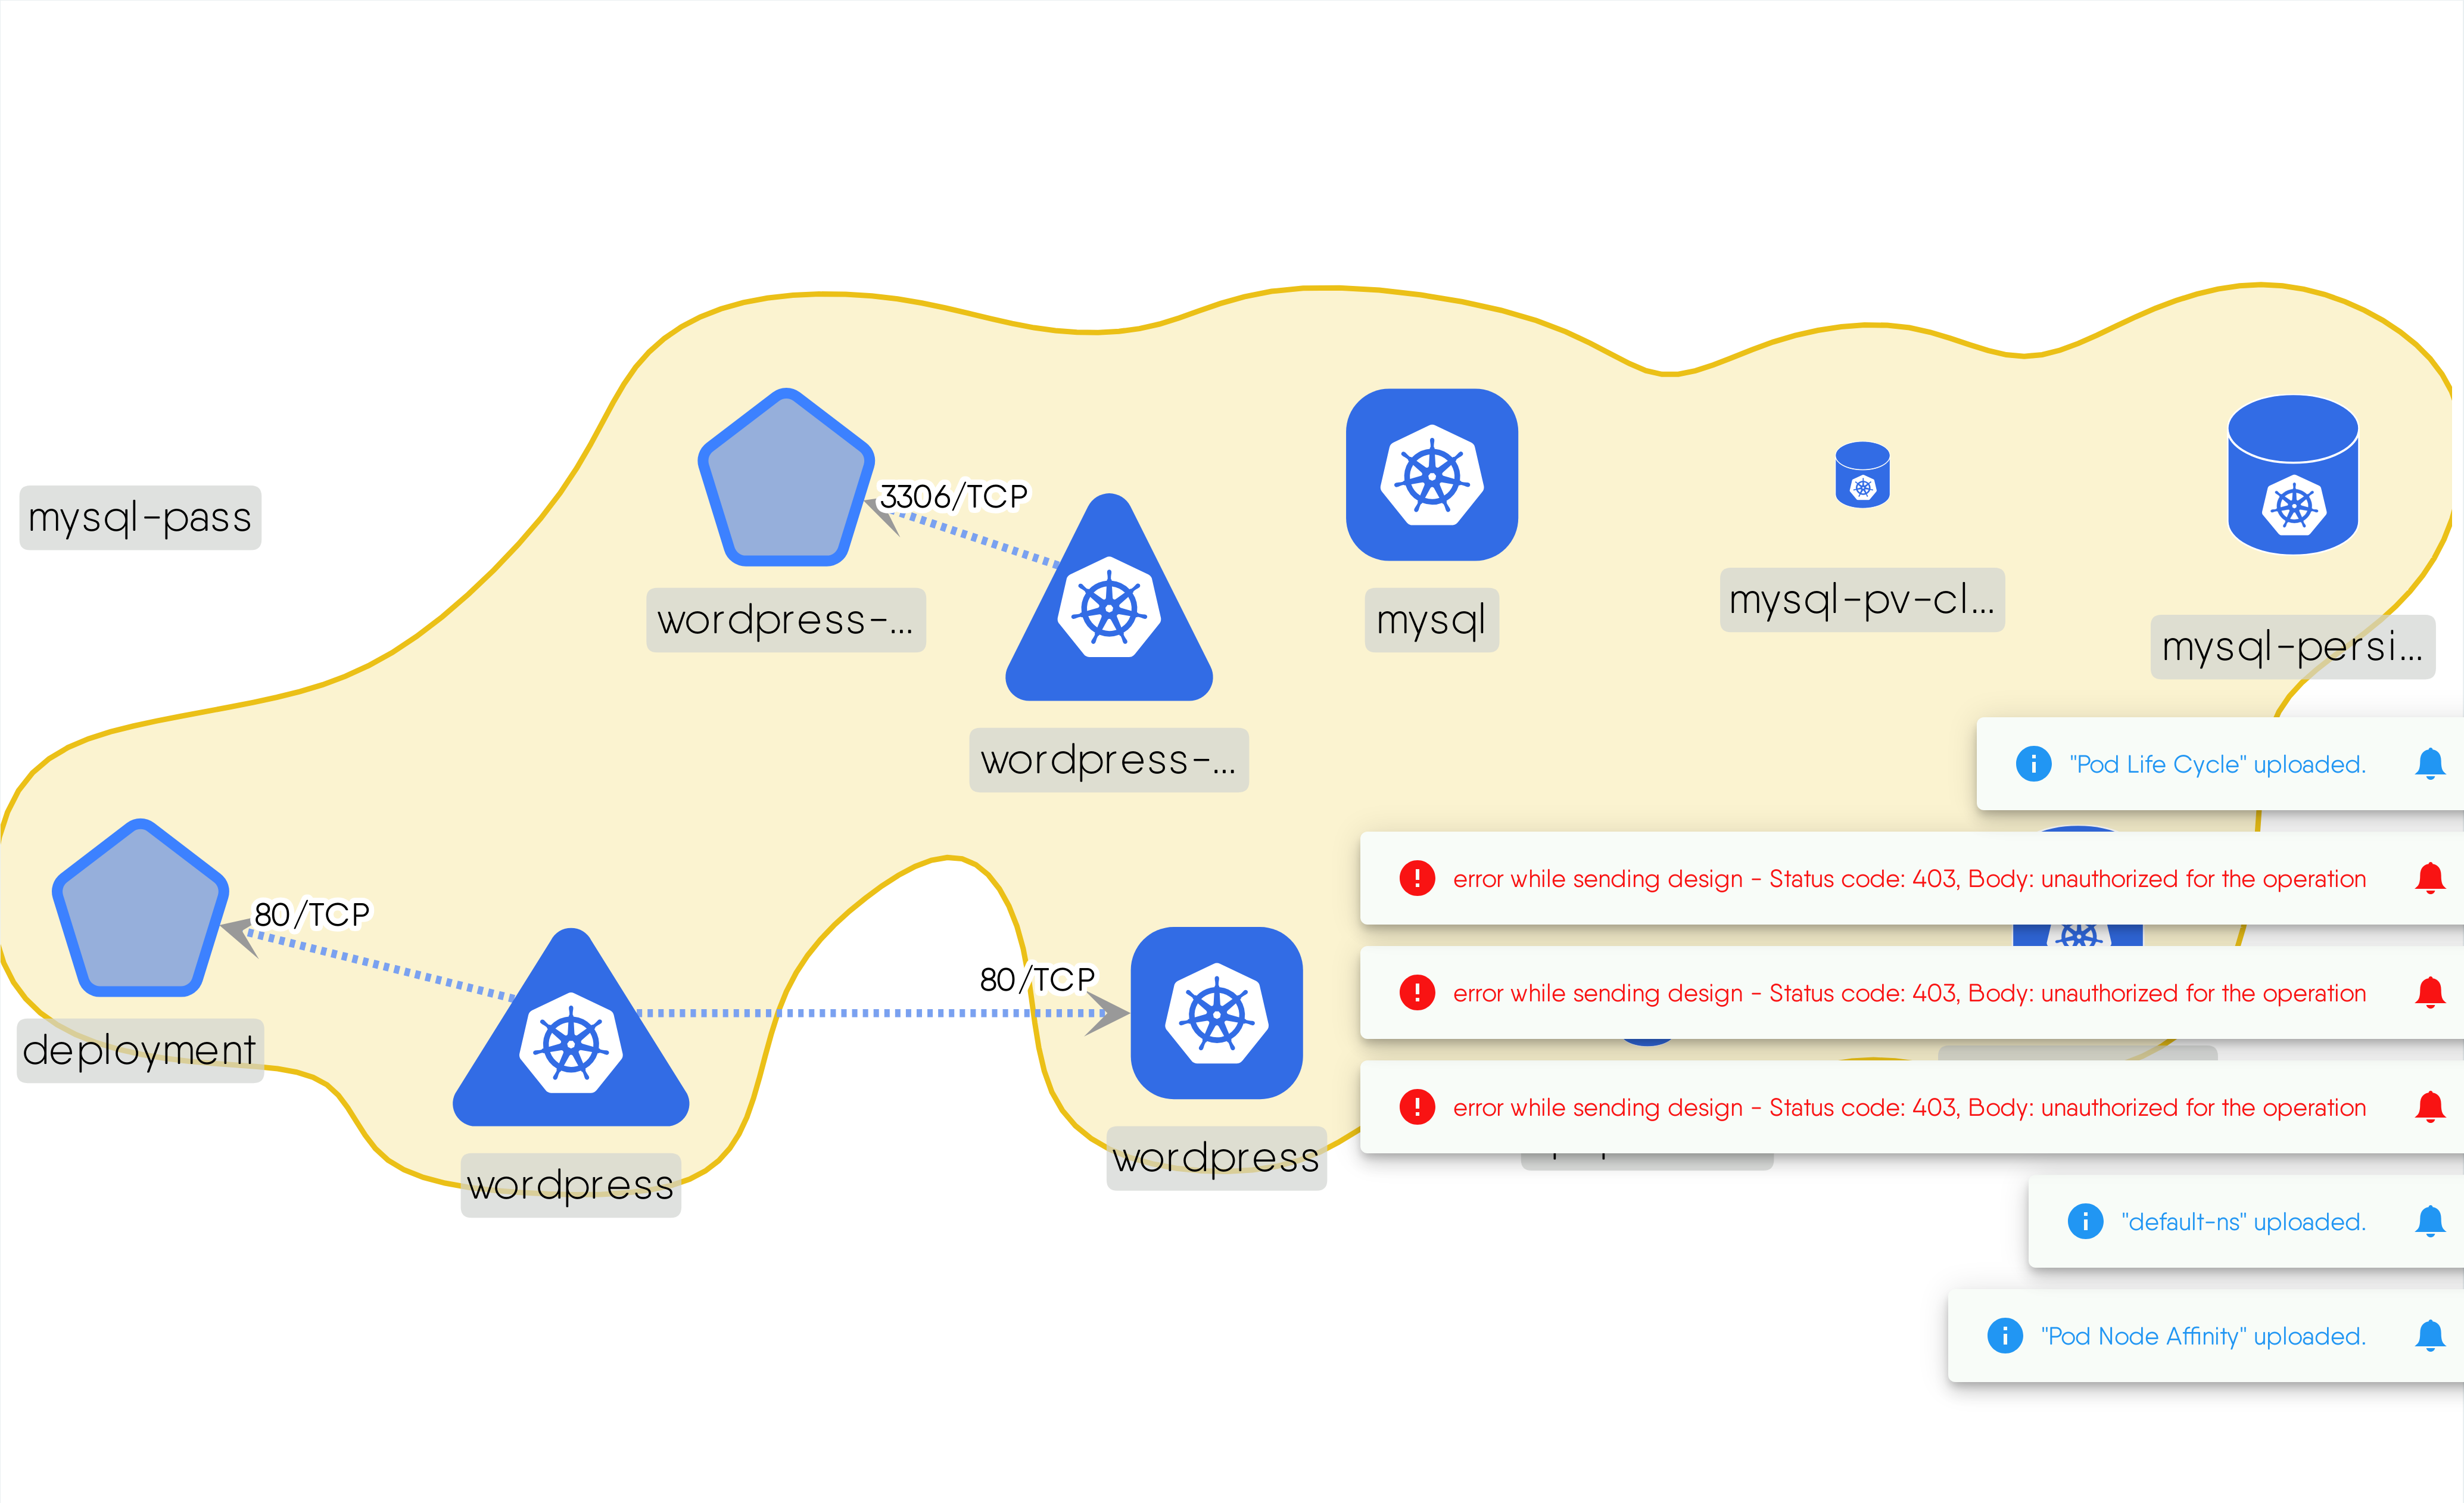 3306/TCP
mysql-pass
wordpress-...
mysql
mysql-pv-cl...
mysql-persi...
wordpress-...
"Pod Life Cycle" uploaded.
error while sending design - Status code: 403, Body: unauthorized for the operation
80/TCP
80/TCP
error while sending design - Status code: 403, Body: unauthorized for the operation
deployment
error while sending design - Status code: 403, Body: unauthorized for the operation
wordpress
wordpress
"default-ns" uploaded.
"Pod Node Affinity" uploaded.